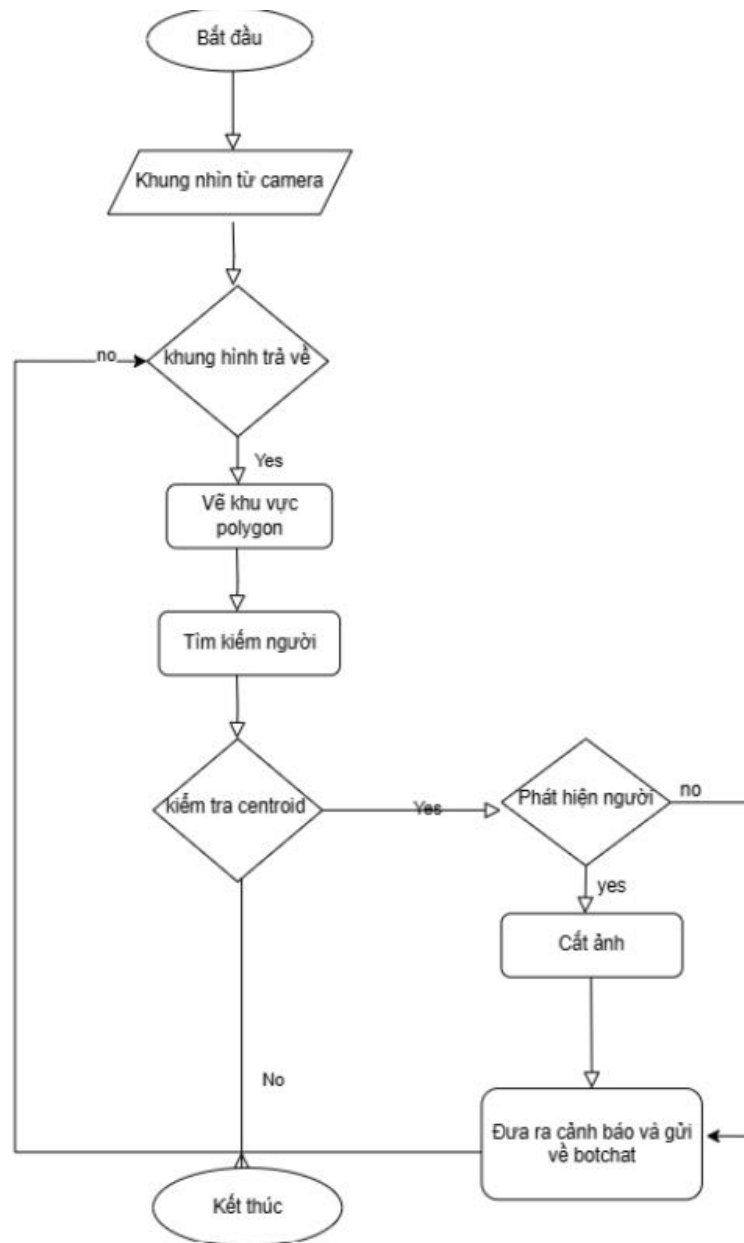 Bắt đầu
Khung nhìn từ camera
no
khung hình trả về
Yes
Vẽ khu vực
polygon
Tìm kiếm người
kiểm tra centroid
Yes
Phát hiện người
no
yes
Cắt ảnh
No
Đưa ra cảnh báo và gửi
về botchat
Kết thúc